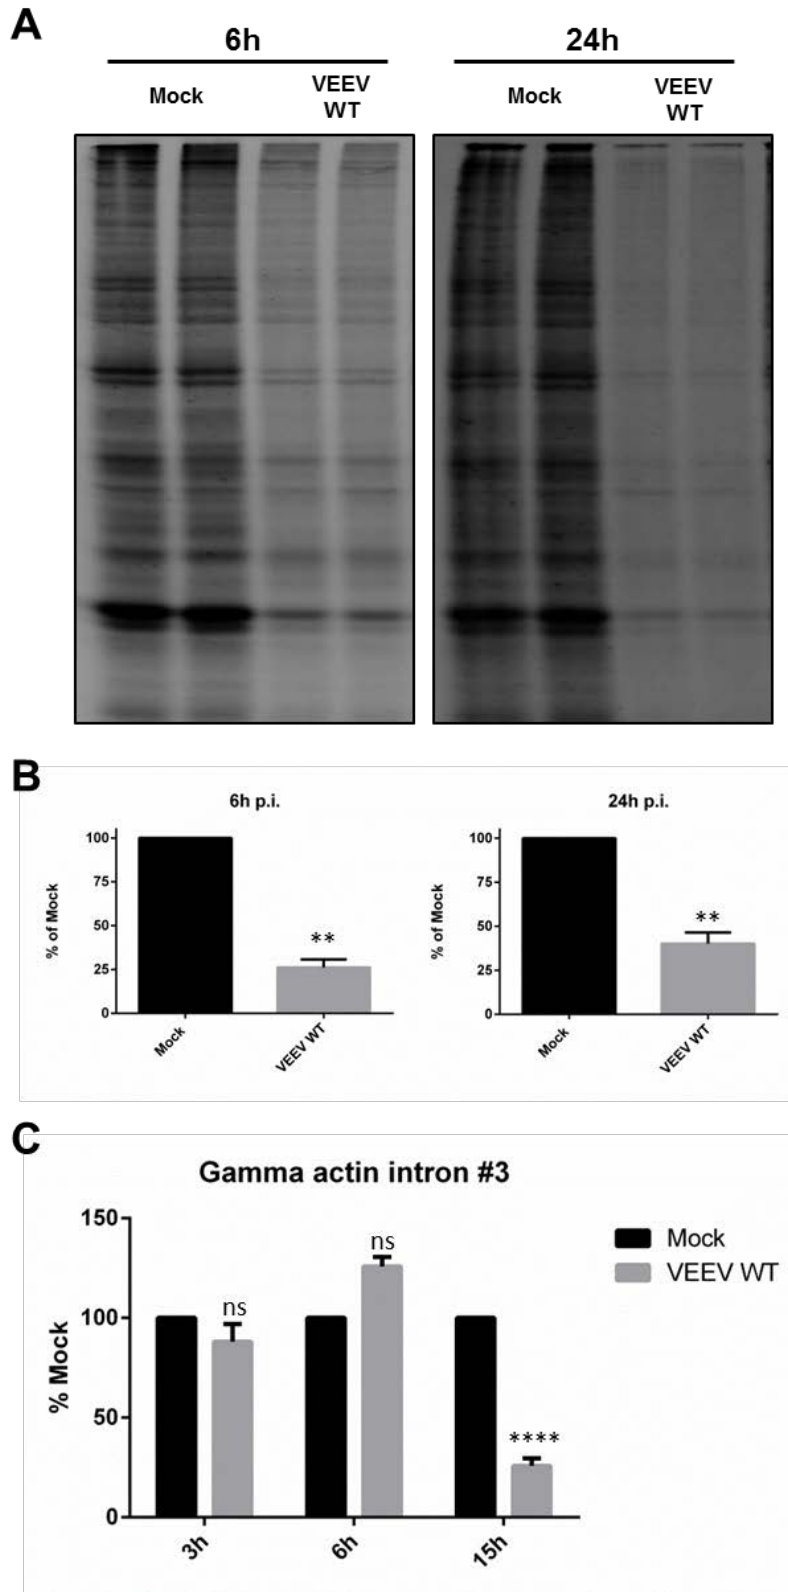 A
6h 24h
Mock VEEV WT Mock VEEV WT
B
6h p.i. 24h p.i.
% of Mock % of Mock
100 100
75 75
** **
50 50
25 25
0 0
Mock VEEV WT Mock VEEV WT
C
Gamma actin intron #3
150
Mock
VEEV WT
ns ns
100
% Mock
50
****
0
3h 6h 15h